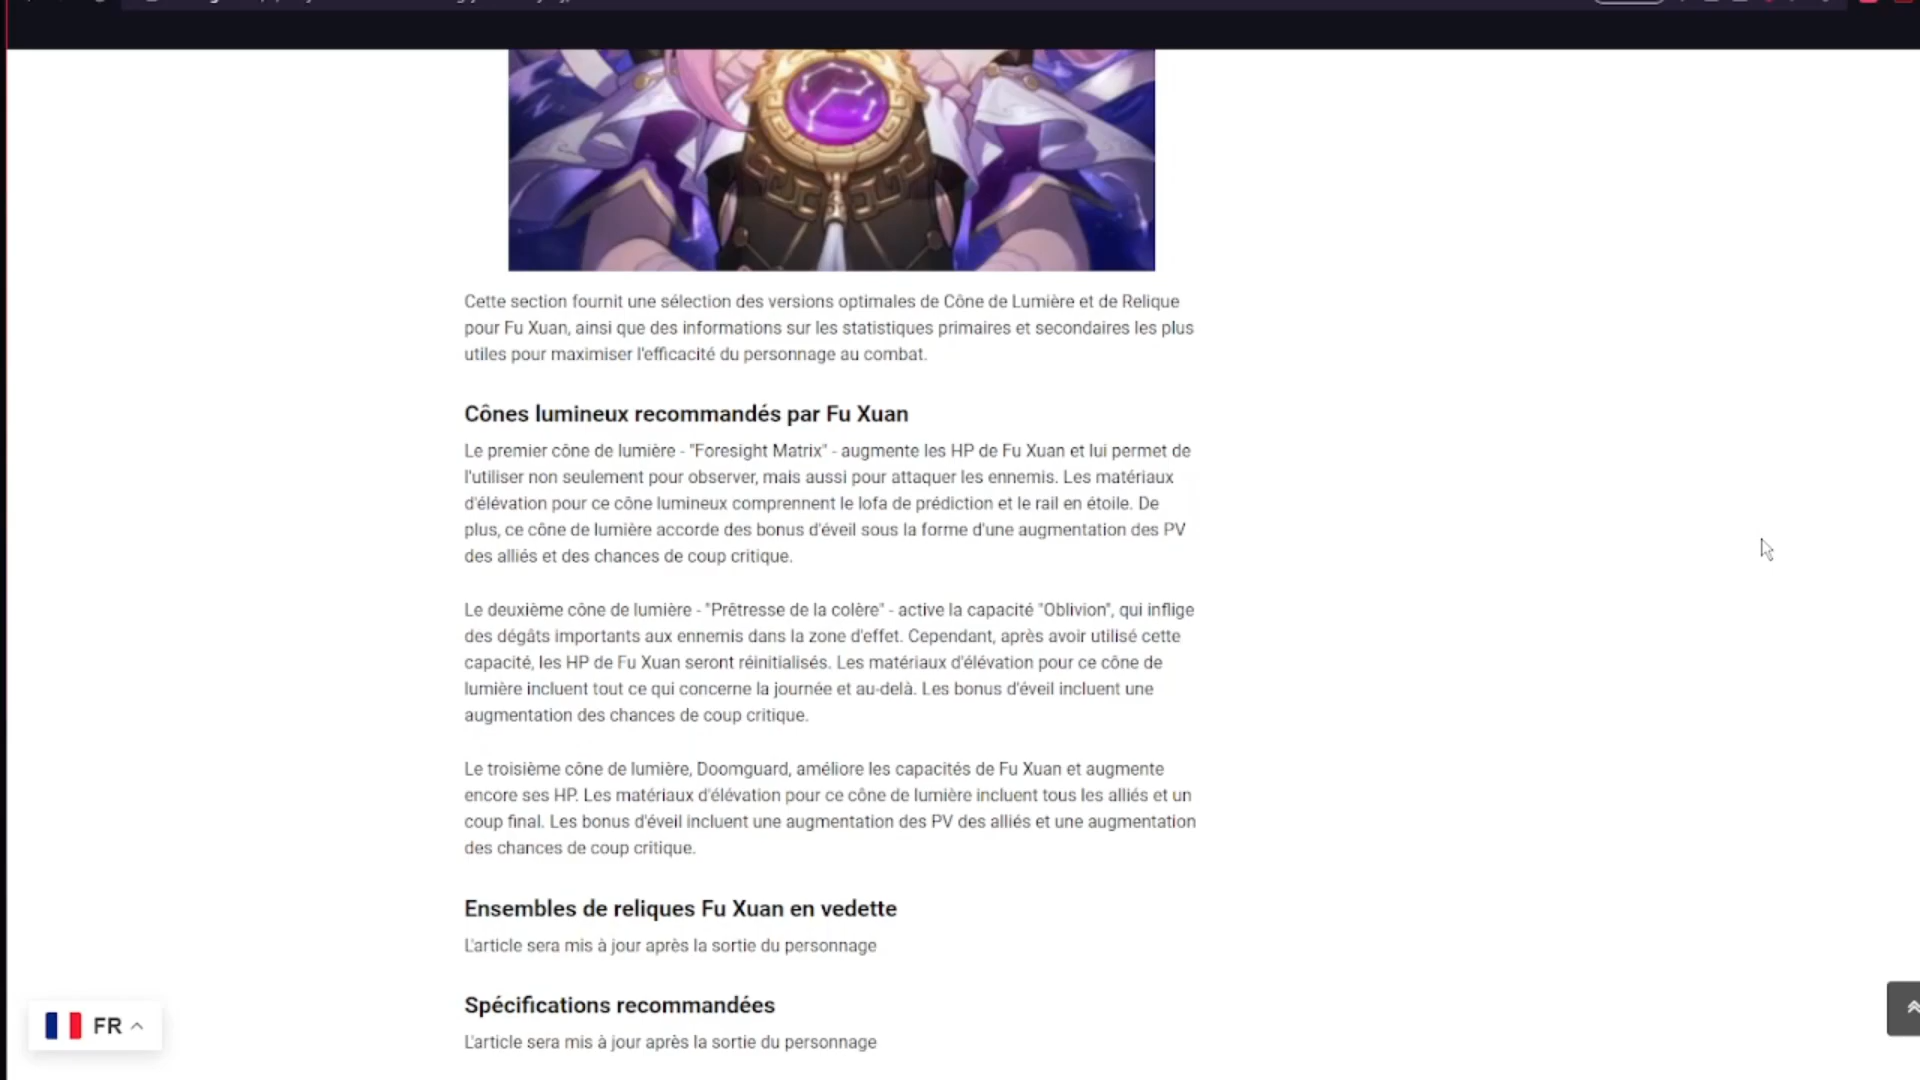 Cette section fournit une sélection des versions optimales de Cône de Lumière et de Relique
pour Fu Xuan, ainsi que des informations sur les statistiques primaires et secondaires les plus
utiles pour maximiser l'efficacité du personnage au combat.
Cônes lumineux recommandés par Fu Xuan
Le premier cône de lumière - "Foresight Matrix" - augmente les HP de Fu Xuan et lui permet de
l'utiliser non seulement pour observer, mais aussi pour attaquer les ennemis. Les matériaux
d'élévation pour ce cône lumineux comprennent le lofa de prédiction et le rail en étoile. De
plus, ce cône de lumière accorde des bonus d'éveil sous la forme d'une augmentation des PV
des alliés et des chances de coup critique.
Le deuxième cône de lumière - "Prêtresse de la colère" - active la capacité "Oblivion", qui inflige
des dégâts importants aux ennemis dans la zone d'effet. Cependant, après avoir utilisé cette
capacité, les HP de Fu Xuan seront réinitialisés. Les matériaux d'élévation pour ce cône de
lumière incluent tout ce qui concerne la journée et au-delà. Les bonus d'éveil incluent une
augmentation des chances de coup critique.
Le troisième cône de lumière, Doomguard, améliore les capacités de Fu Xuan et augmente
encore ses HP. Les matériaux d'élévation pour ce cône de lumière incluent tous les alliés et un
coup final. Les bonus d'éveil incluent une augmentation des PV des alliés et une augmentation
des chances de coup critique.
Ensembles de reliques Fu Xuan en vedette
L'article sera mis à jour après la sortie du personnage
Spécifications recommandées
L'article sera mis à jour après la sortie du personnage
FR